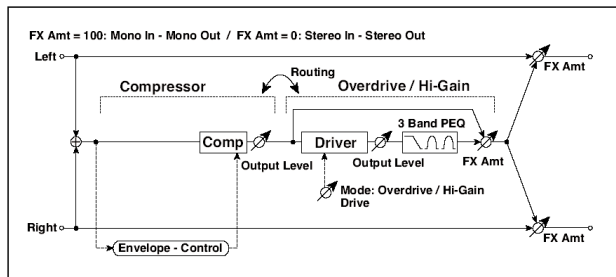 FX Amt = 100: Mono In - Mono Out / FX Amt = 0: Stereo In - Stereo Out
Left
FX Amt
Routing
Compressor
Overdrive / Hi-Gain
3 Band PEQ
Comp
Driver
Output Level
Output Level
FX Amt
Mode: Overdrive / Hi-Gain
Drive
Right
FX Amt
Envelope - Control